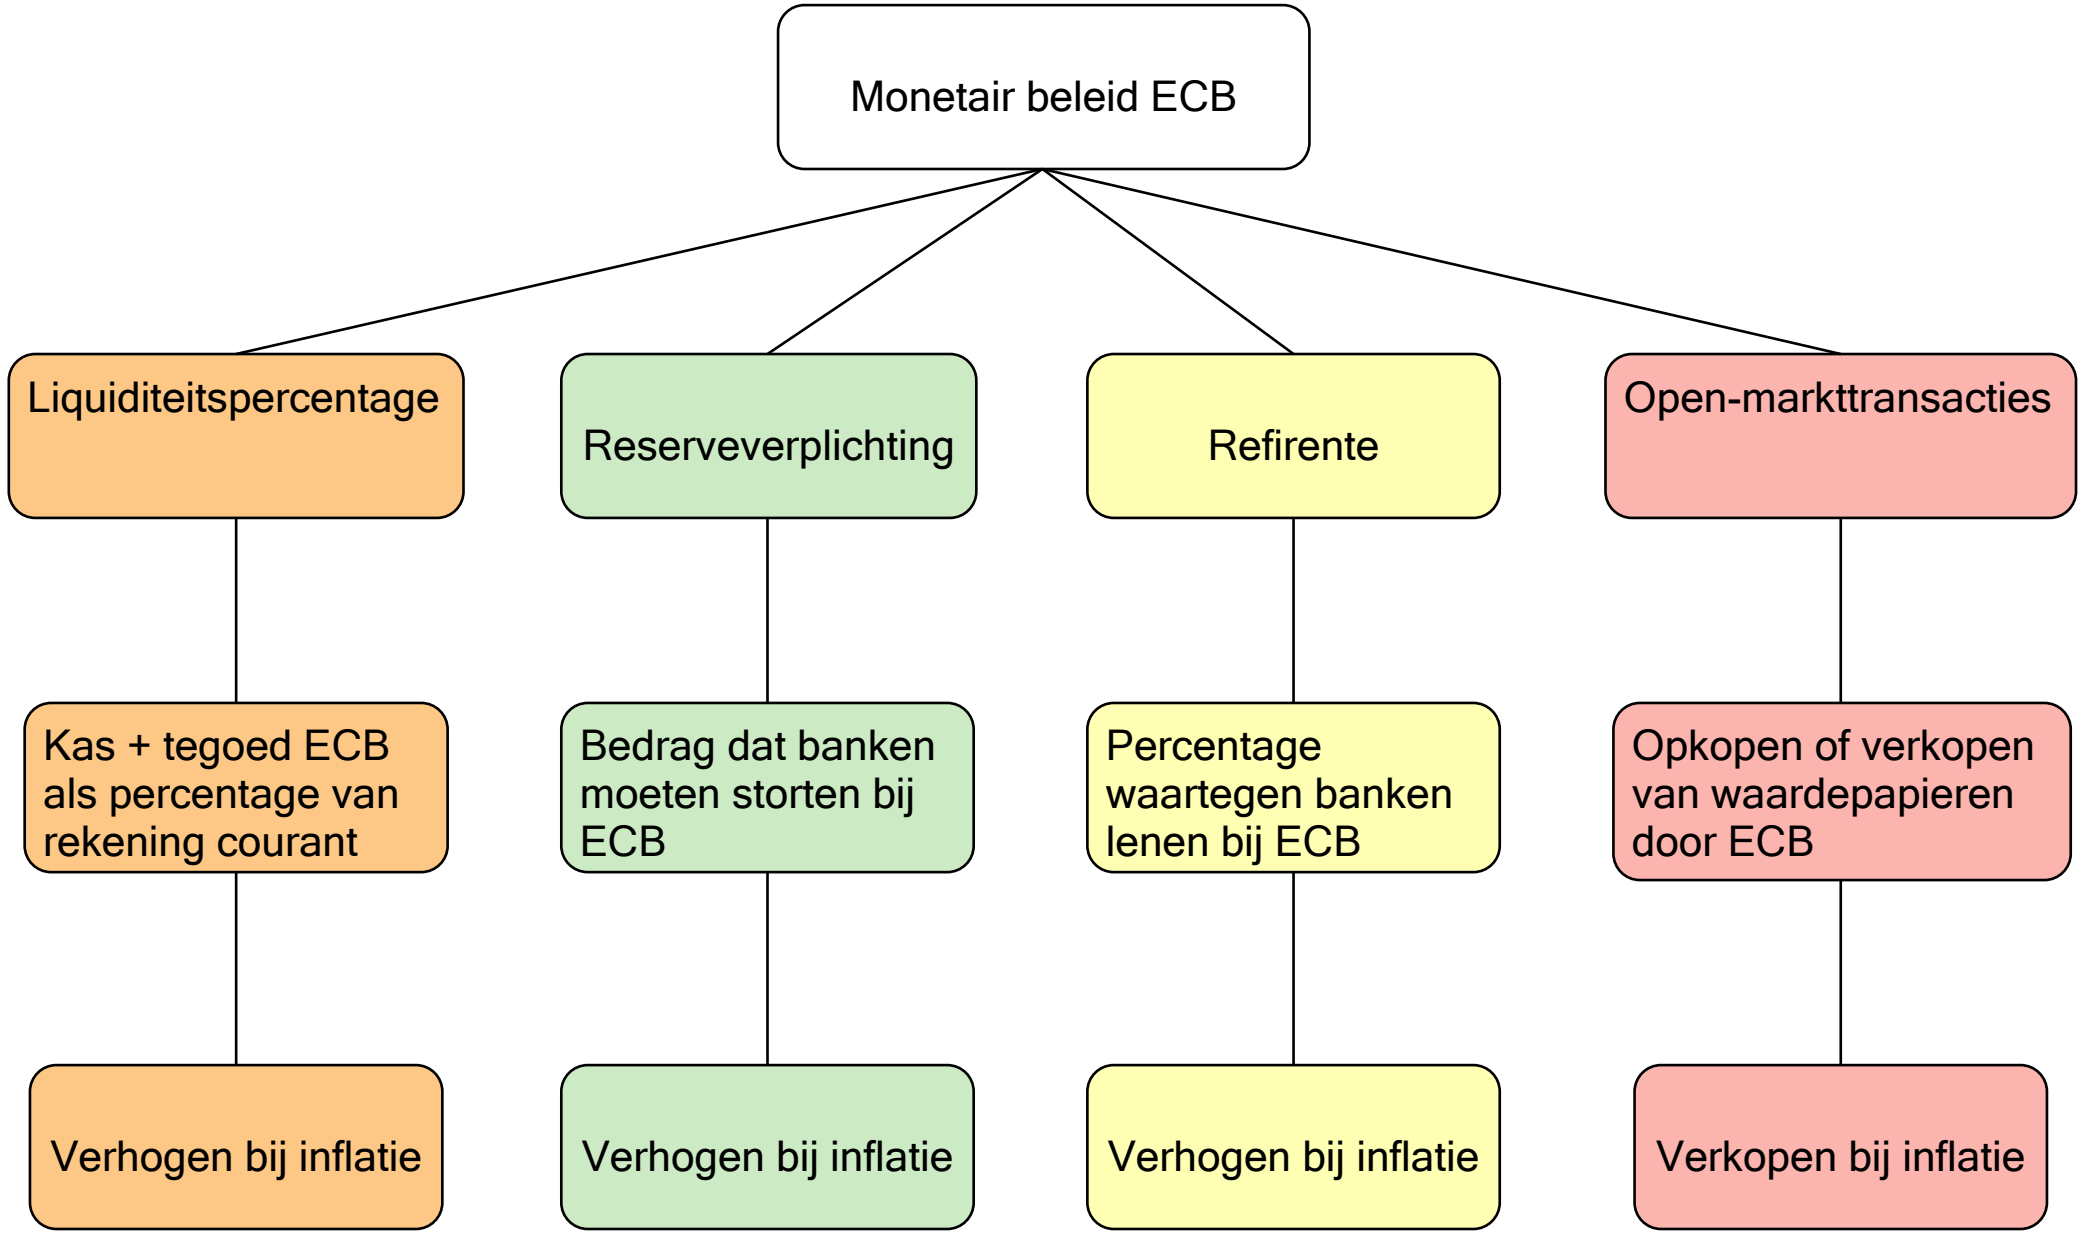 Monetair beleid ECB
Liquiditeitspercentage
Reserveverplichting
Refirente
Open-markttransacties
Kas + tegoed ECB
als percentage van
rekening courant
Bedrag dat banken
moeten storten bij
ECB
Percentage
waartegen banken
lenen bij ECB
Opkopen of verkopen
van waardepapieren
door ECB
Verhogen bij inflatie
Verhogen bij inflatie
Verhogen bij inflatie
Verkopen bij inflatie